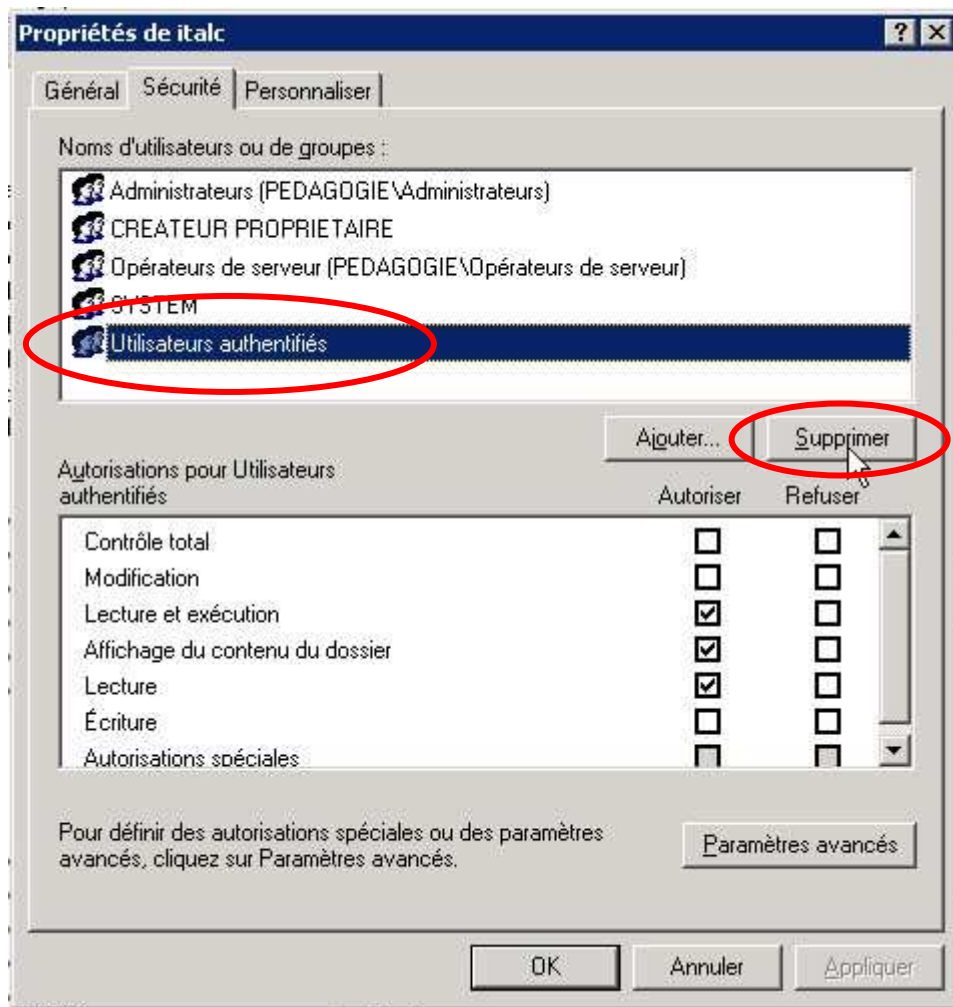 Propriétés de italc
Général Sécurité Personnaliser
Noms d'utilisateurs ou de groupes :
Administrateurs (PEDAGOGIE\Administrateurs)
CREATEUR PROPRIETAIRE
Opérateurs de serveur (PEDAGOGIE\Opérateurs de serveur)
SYSTEM
Utilisateurs authentifiés
Ajouter... Supprimer
Autorisations pour Utilisateurs
authentifiés Autoriser Refuser
Contrôle total
Modification
Lecture et exécution
Affichage du contenu du dossier
Lecture
Écriture
Autorisations spéciales
Pour définir des autorisations spéciales ou des paramètres
avancés, cliquez sur Paramètres avancés.
Paramètres avancés
OK Annuler Appliquer